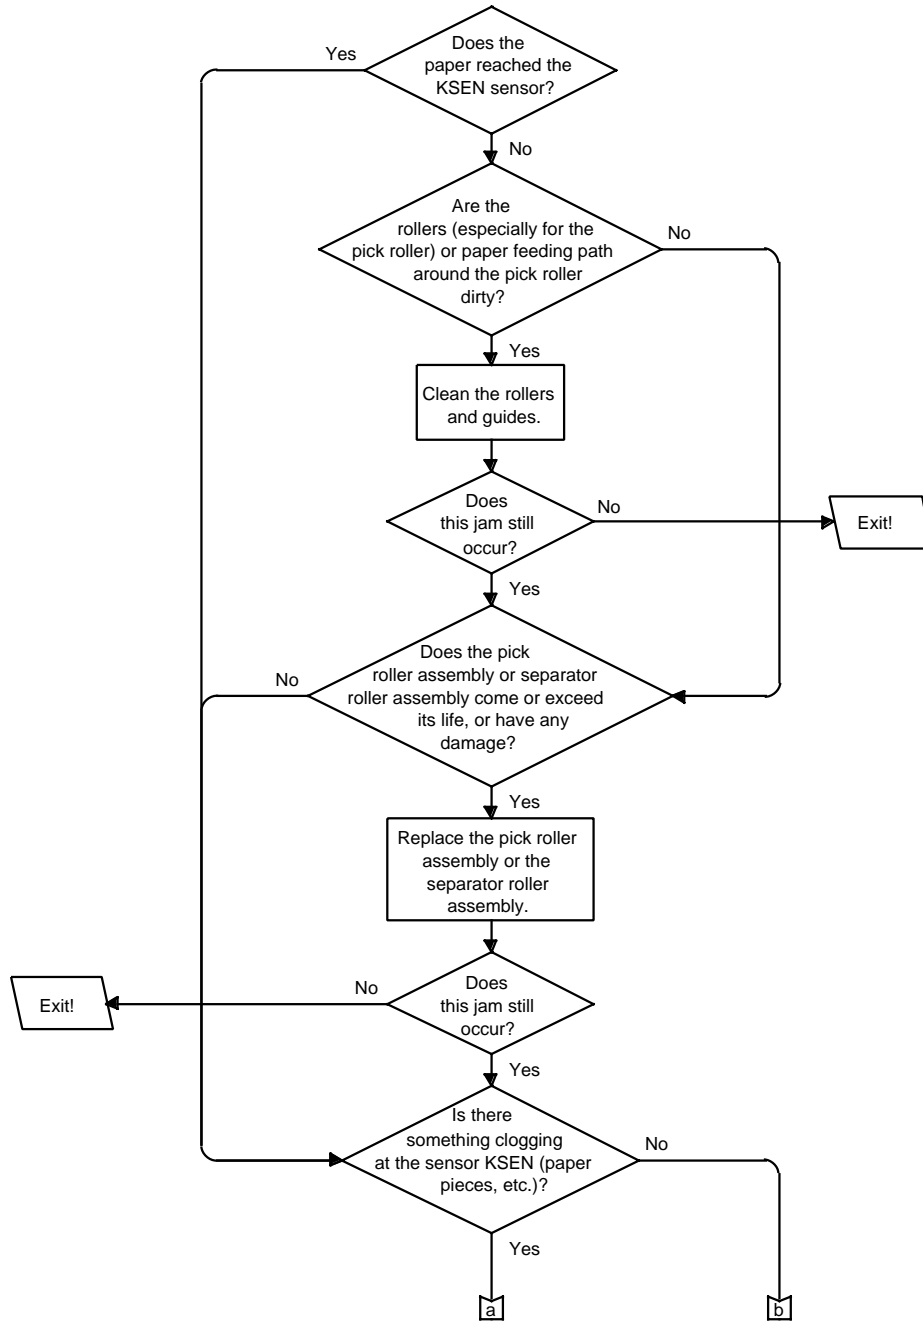 Does the
paper reached the
KSEN sensor?
Yes
No
Are the
rollers (especially for the
pick roller) or paper feeding path
around the pick roller
dirty?
No
Yes
Clean the rollers
and guides.
Does
this jam still
occur?
No
Exit!
Yes
Does the pick
roller assembly or separator
roller assembly come or exceed
its life, or have any
damage?
No
Yes
Replace the pick roller
assembly or the
separator roller
assembly.
Does
this jam still
occur?
No
Exit!
Yes
Is there
something clogging
at the sensor KSEN (paper
pieces, etc.)?
No
Yes
a
b